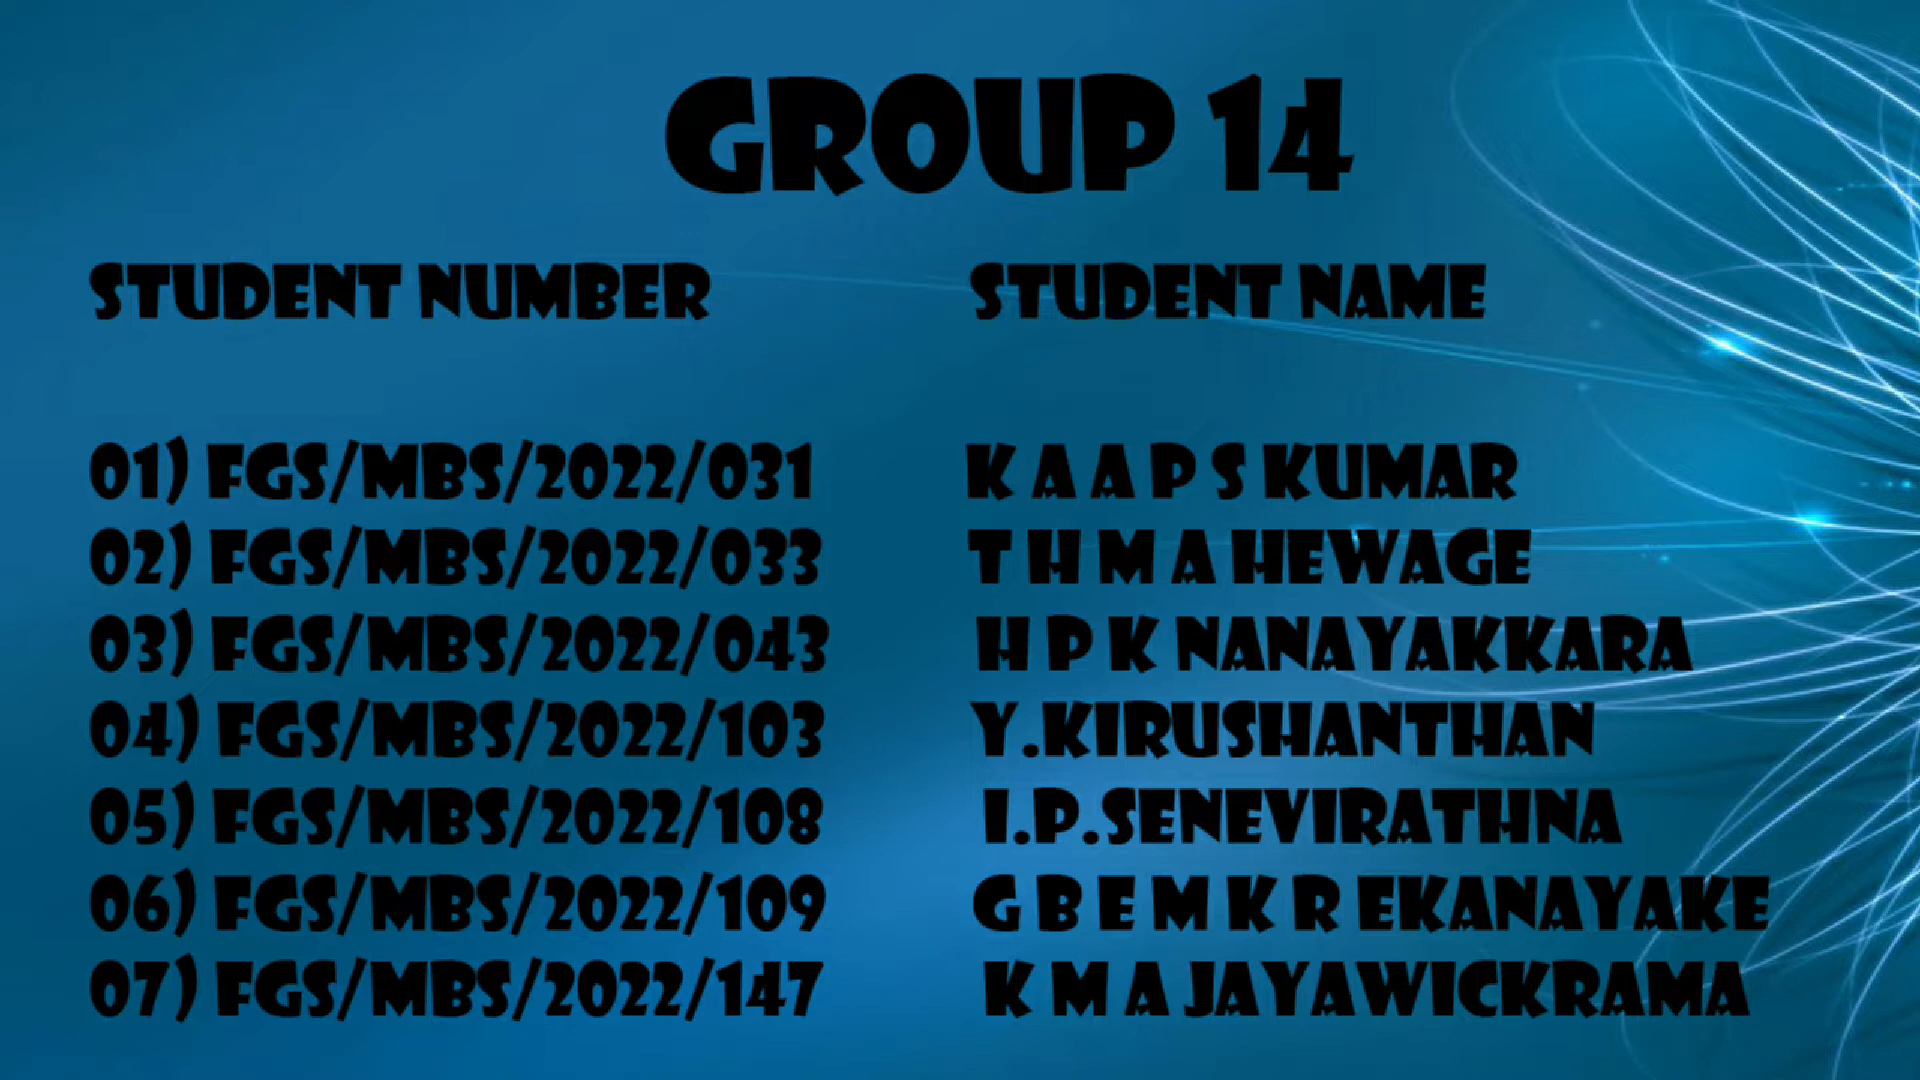 GROUP 14
STUDENT NUMBER STUDENT NAME
01) FGS/MBS/2022/031 K A A P S KUMAR
02) FGS/MBS/2022/033 T H M A HEWAGE
03) FGS/MBS/2022/043 H P K NANAYAKKARA
04) FGS/MBS/2022/103 Y.KIRUSHANTHAN
05) FGS/MBS/2022/108 I.P.SENEVIRATHNA
06) FGS/MBS/2022/109 G B E M K R EKANAYAKE
07) FGS/MBS/2022/147 K M A JAYAWICKRAMA